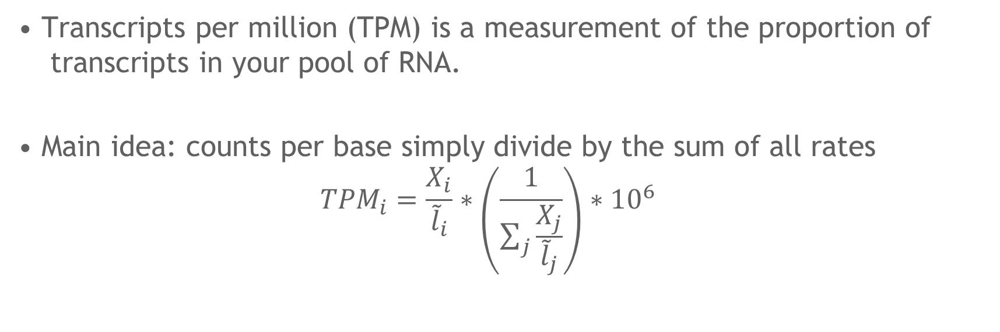 • Transcripts per million (TPM) is a measurement of the proportion of
transcripts in your pool of RNA.
• Main idea: counts per base simply divide by the sum of all rates
TPM_i = \frac{X_i}{\tilde{l}_i} * \left( \frac{1}{\sum_j \frac{X_j}{\tilde{l}_j}} \right) * 10^6